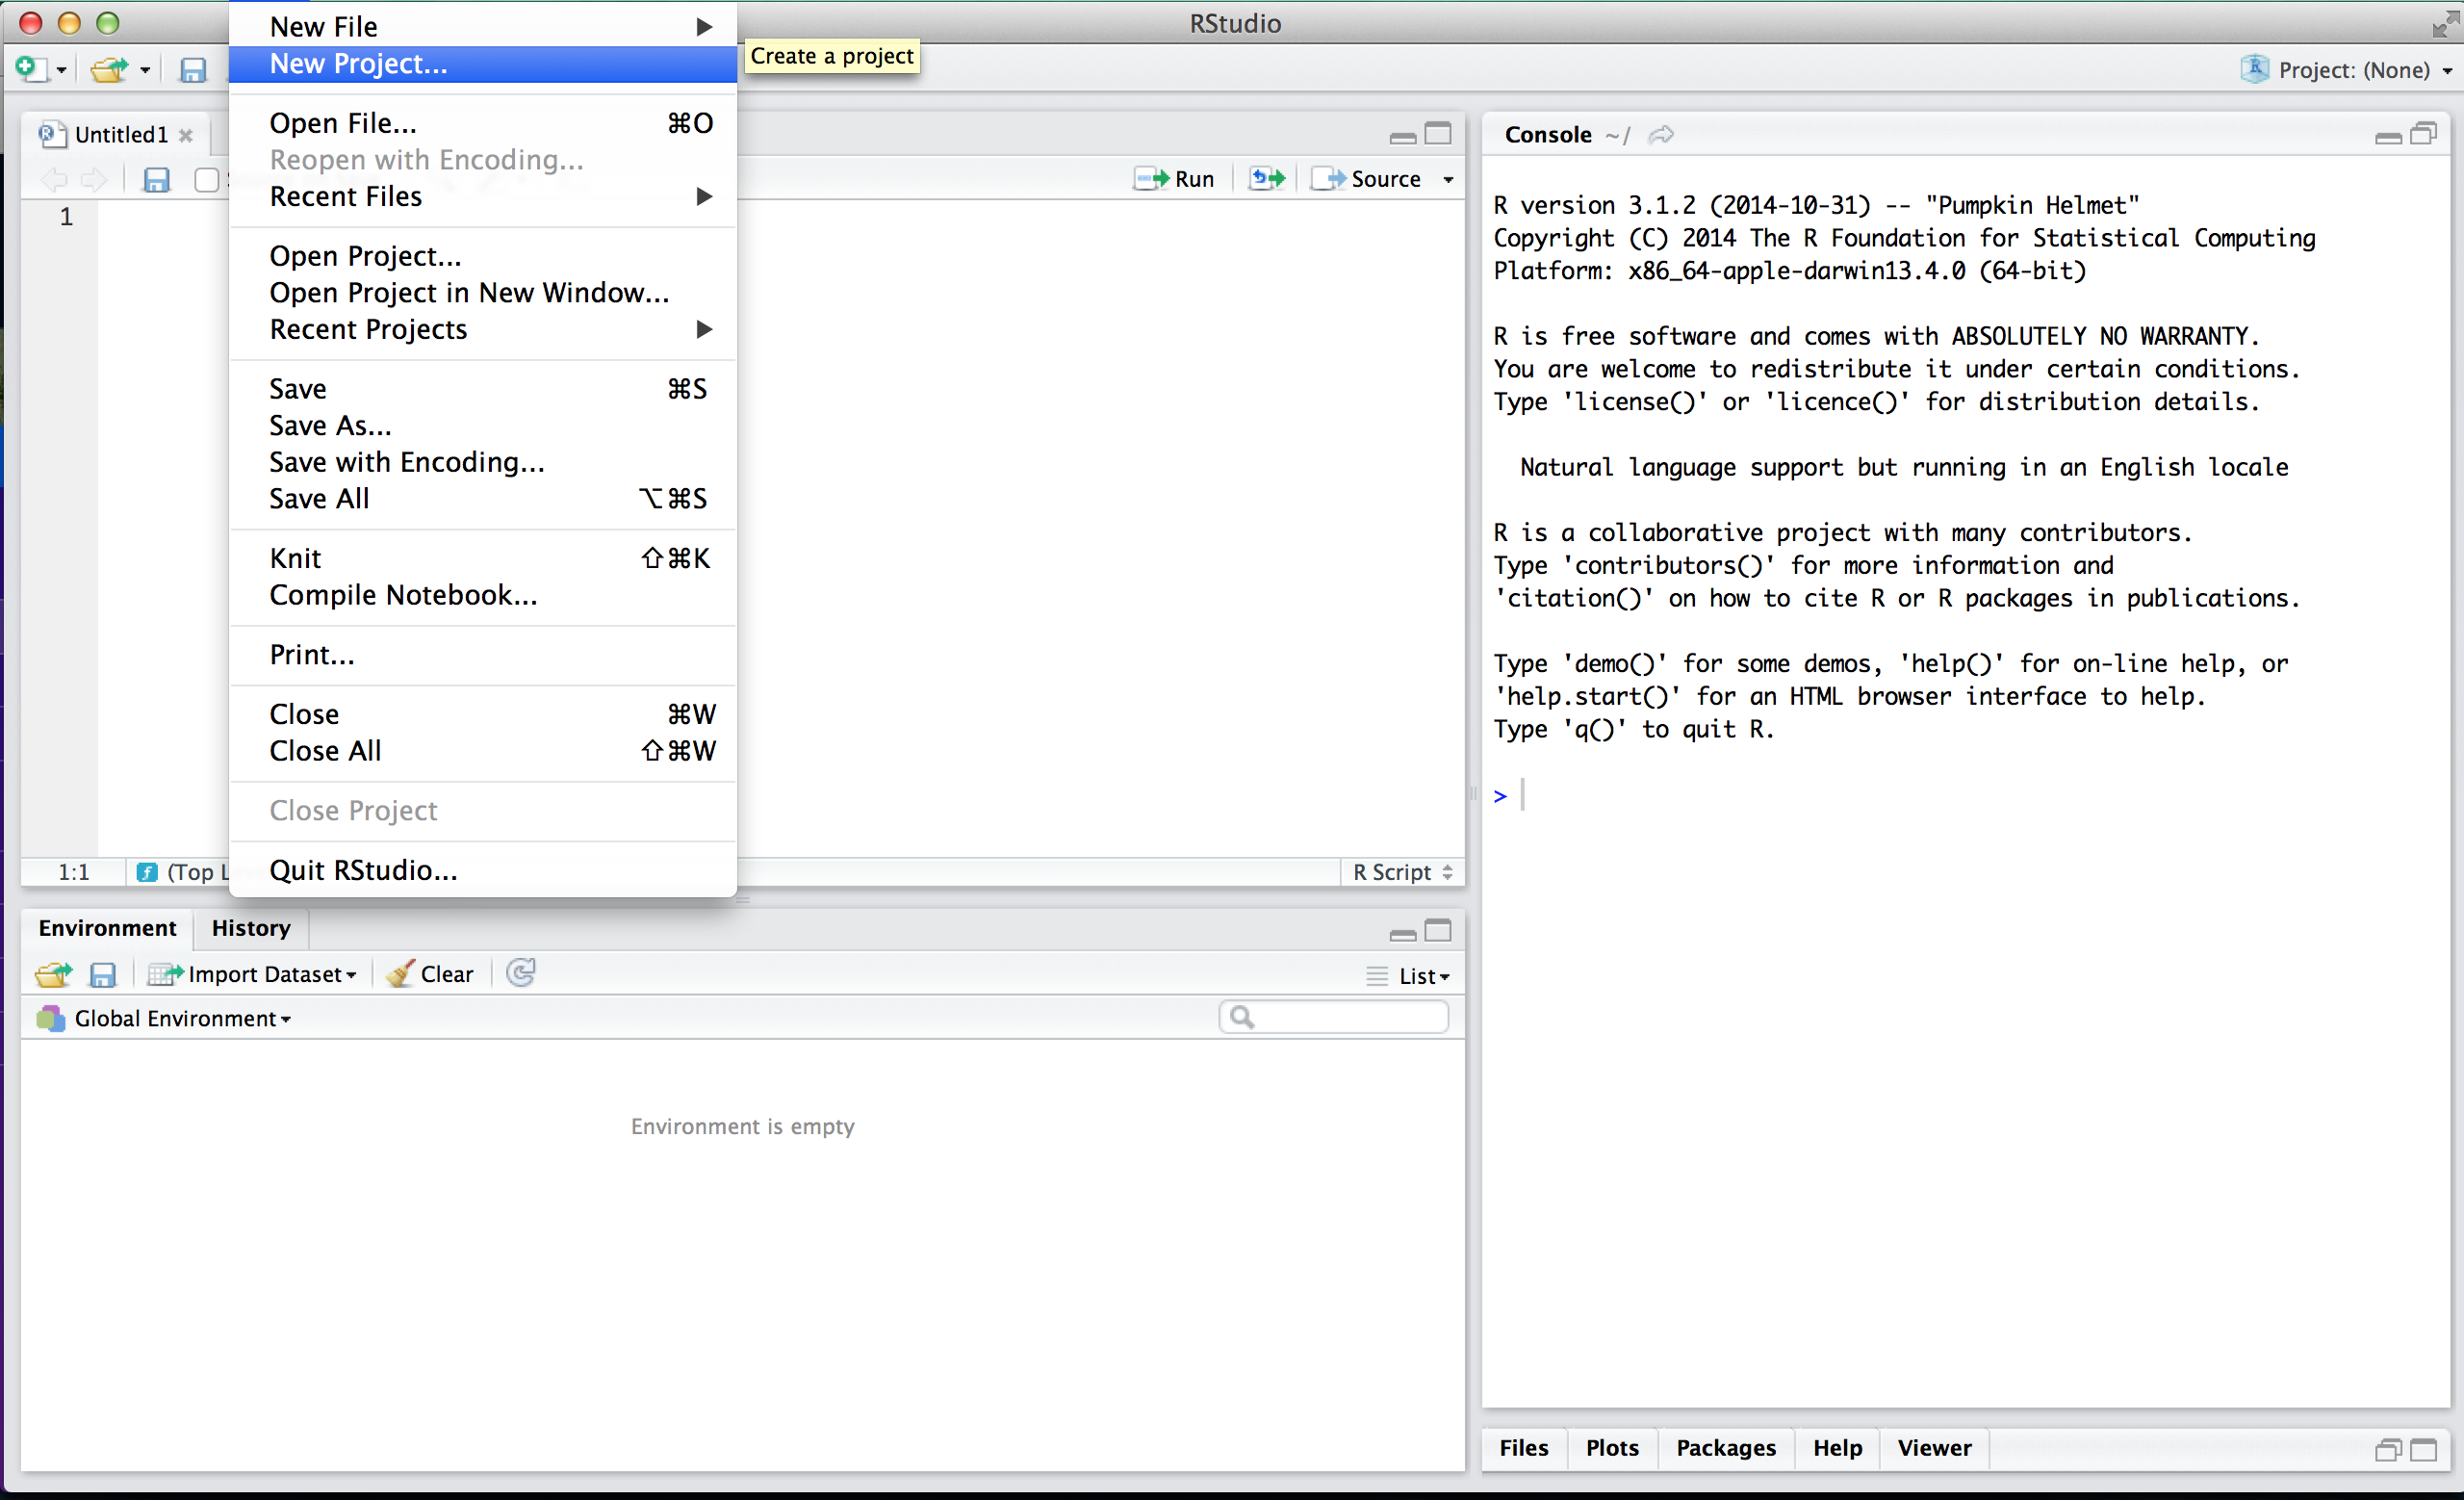 RStudio
Project: (None)
New File
New Project...
Create a project
Open File... ⌘O
Reopen with Encoding...
Recent Files
Open Project...
Open Project in New Window...
Recent Projects
Save ⌘S
Save As...
Save with Encoding...
Save All ⌥⌘S
Knit ⇧⌘K
Compile Notebook...
Print...
Close ⌘W
Close All ⇧⌘W
Close Project
Quit RStudio...
Untitled1
Run Source
1
1:1 (Top L R Script
Environment History
Import Dataset Clear List
Global Environment
Environment is empty
Console ~/
R version 3.1.2 (2014-10-31) -- "Pumpkin Helmet"
Copyright (C) 2014 The R Foundation for Statistical Computing
Platform: x86_64-apple-darwin13.4.0 (64-bit)
R is free software and comes with ABSOLUTELY NO WARRANTY.
You are welcome to redistribute it under certain conditions.
Type 'license()' or 'licence()' for distribution details.
Natural language support but running in an English locale
R is a collaborative project with many contributors.
Type 'contributors()' for more information and
'citation()' on how to cite R or R packages in publications.
Type 'demo()' for some demos, 'help()' for on-line help, or
'help.start()' for an HTML browser interface to help.
Type 'q()' to quit R.
>
Files Plots Packages Help Viewer